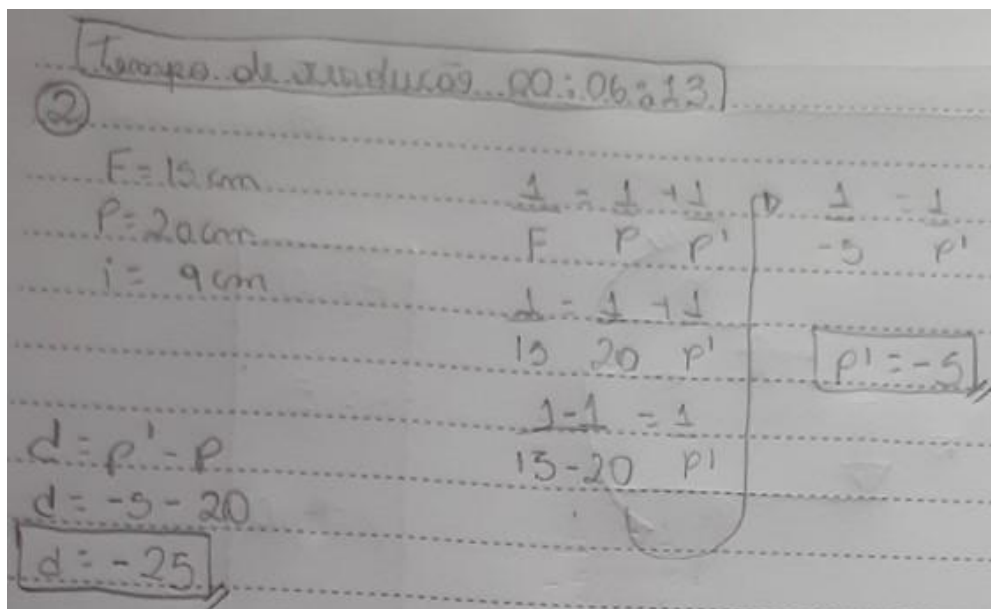 Tempo de resolução 00:06:13
②
F = 15 cm
P = 20 cm
i = 9 cm
1/F = 1/P + 1/P'
1/15 = 1/20 + 1/P'
1-1/15-20 = 1/P'
1/-5 = 1/P'
P' = -5
d = P' - P
d = -5 - 20
d = -25